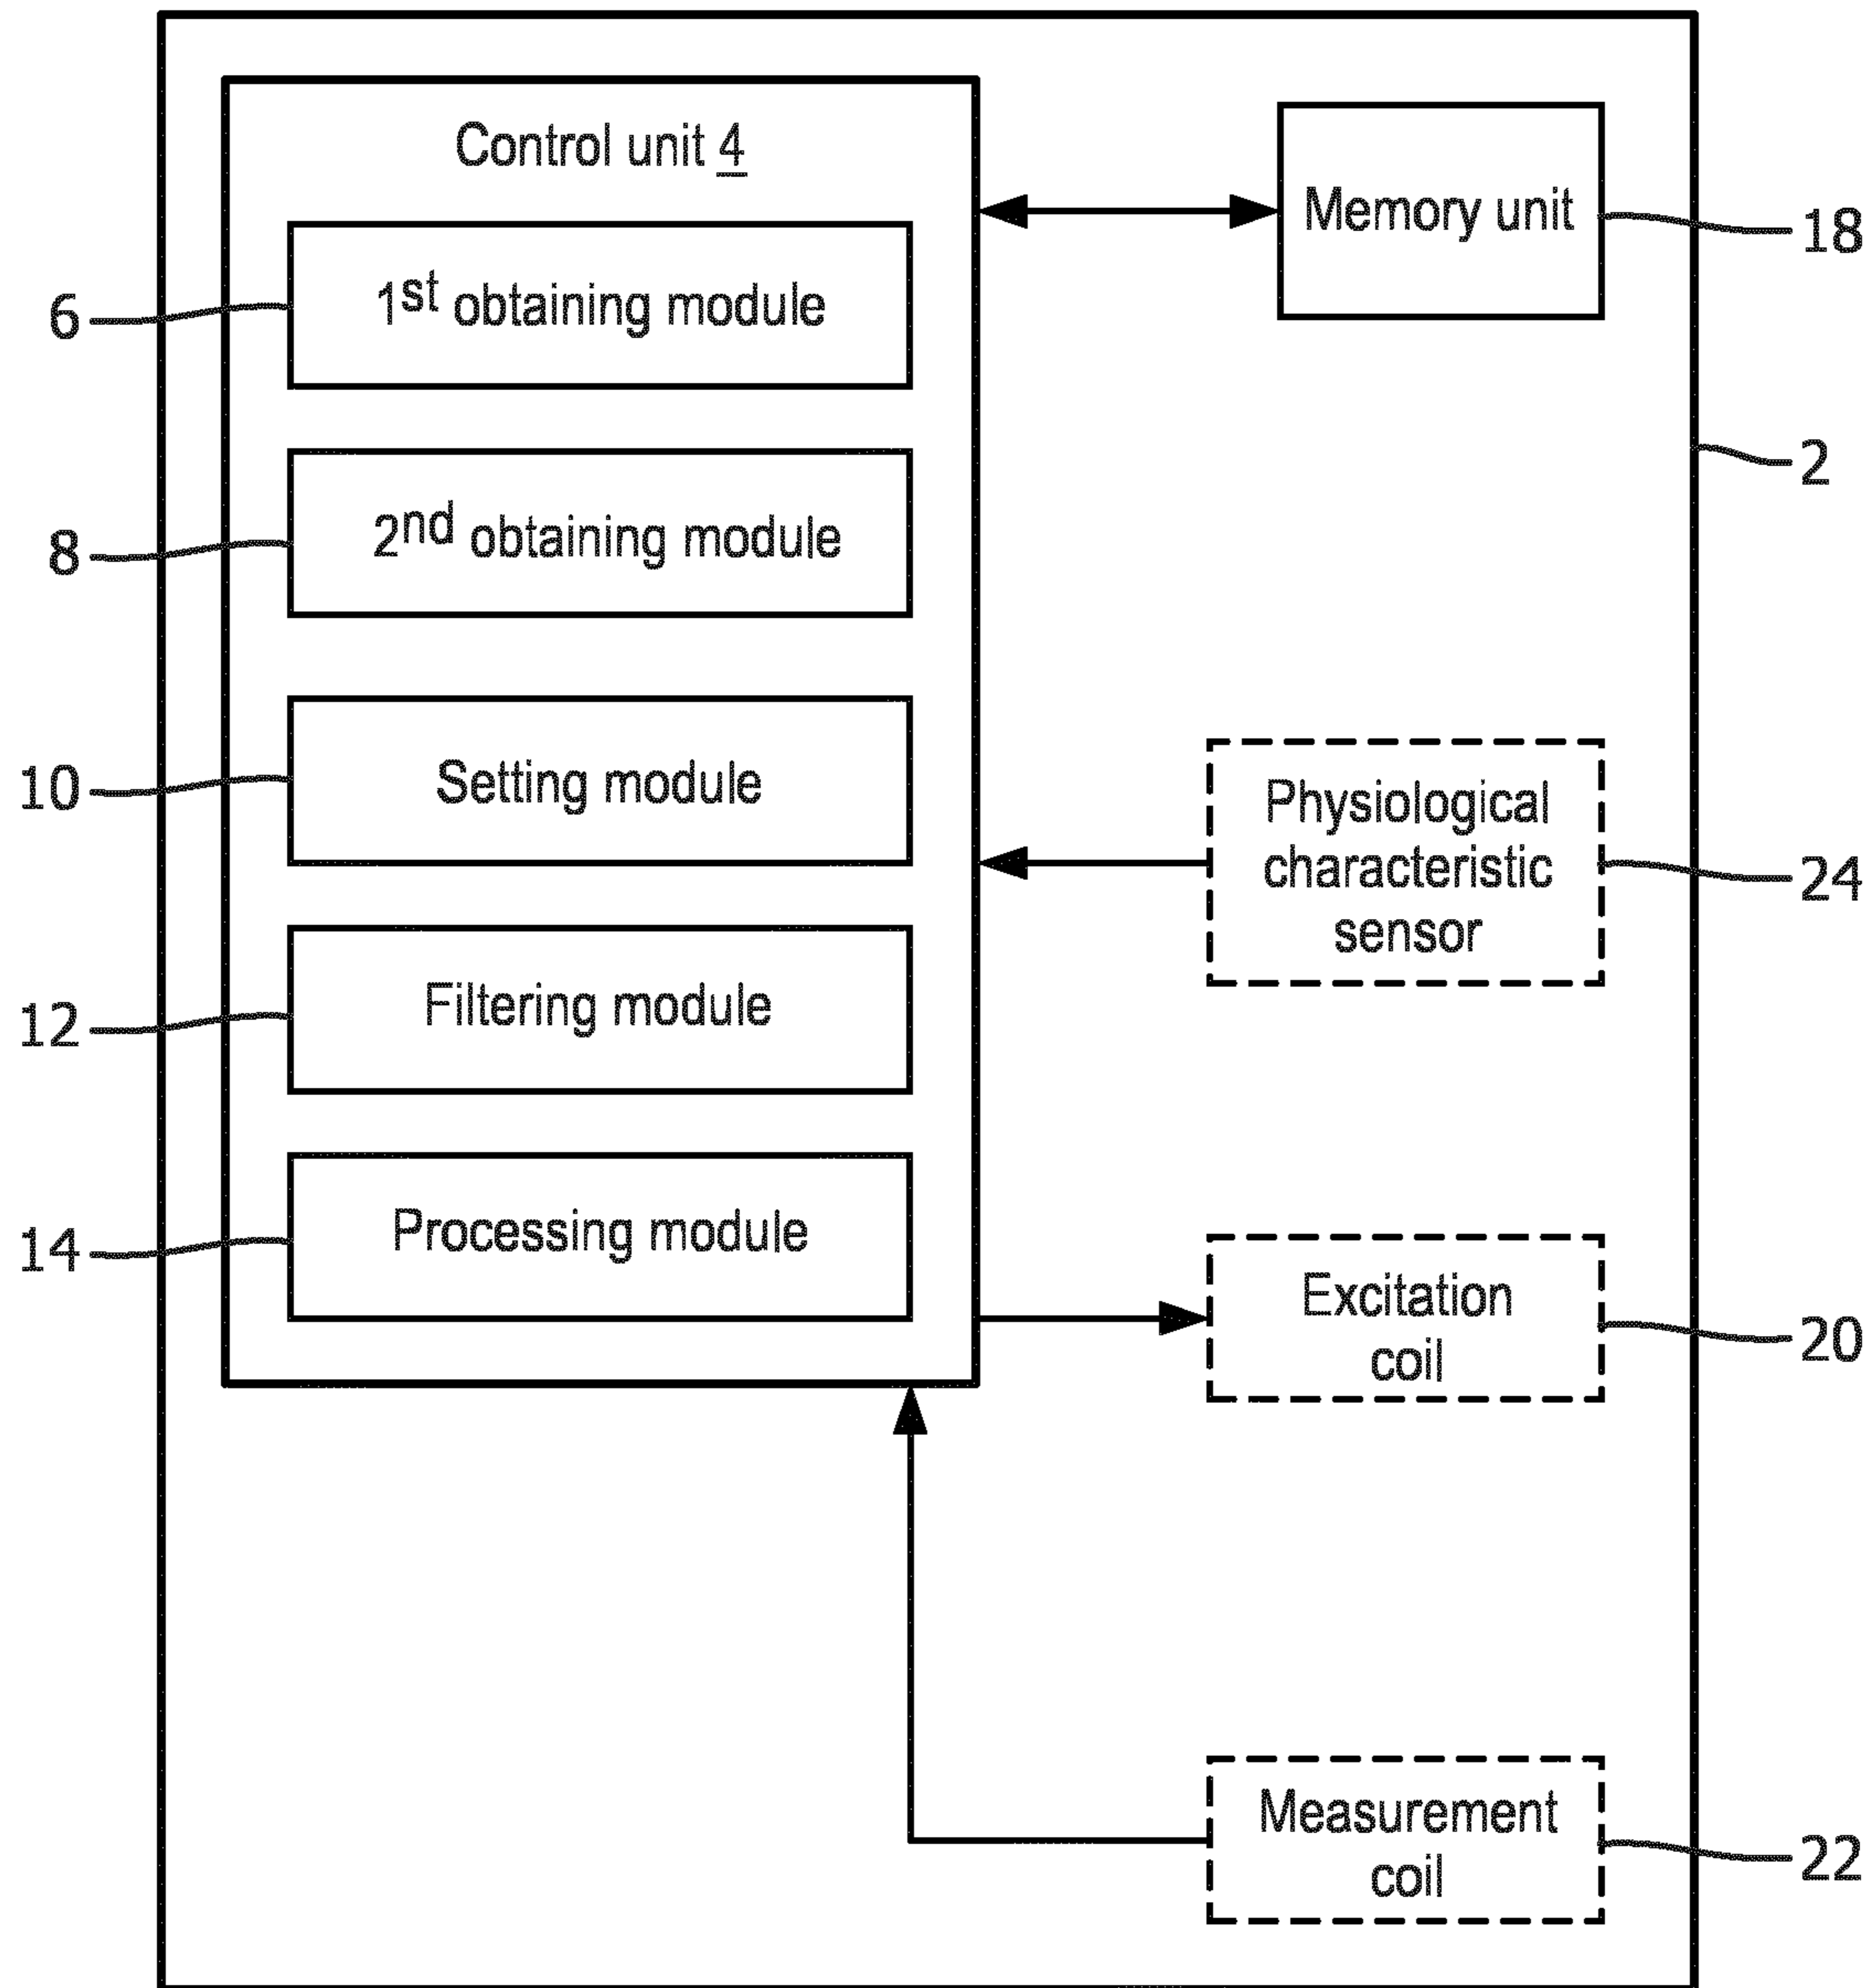 Control unit 4
Memory unit
18
1st obtaining module
6
2
2nd obtaining module
8
Setting module
10
Physiological
characteristic
sensor
24
Filtering module
12
Processing module
14
Excitation
coil
20
Measurement
coil
22